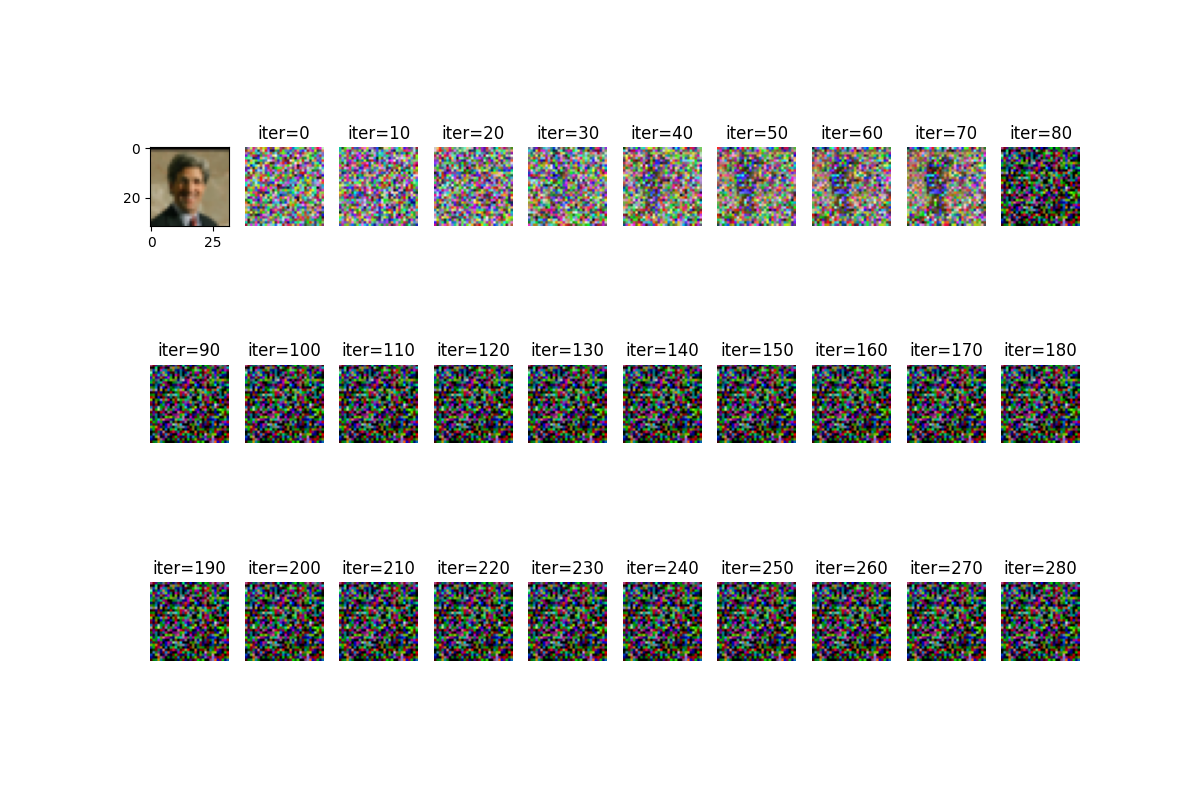 iter=0 iter=10 iter=20 iter=30 iter=40 iter=50 iter=60 iter=70 iter=80
0
20
0 25
iter=90 iter=100 iter=110 iter=120 iter=130 iter=140 iter=150 iter=160 iter=170 iter=180
iter=190 iter=200 iter=210 iter=220 iter=230 iter=240 iter=250 iter=260 iter=270 iter=280